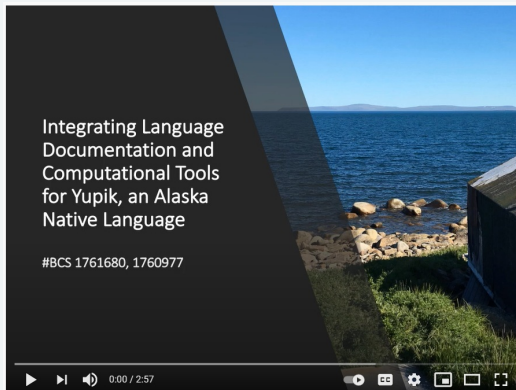 Integrating Language
Documentation and
Computational Tools
for Yupik, an Alaska
Native Language
#BCS 1761680, 1760977
0:00 / 2:57
CC